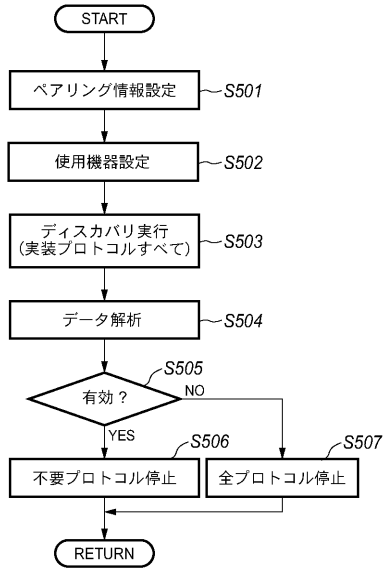 START
ペアリング情報設定
S501
使用機器設定
S502
ディスカバリ実行
(実装プロトコルすべて)
S503
データ解析
S504
S505
有効?
NO
YES
S506
S507
不要プロトコル停止
全プロトコル停止
RETURN